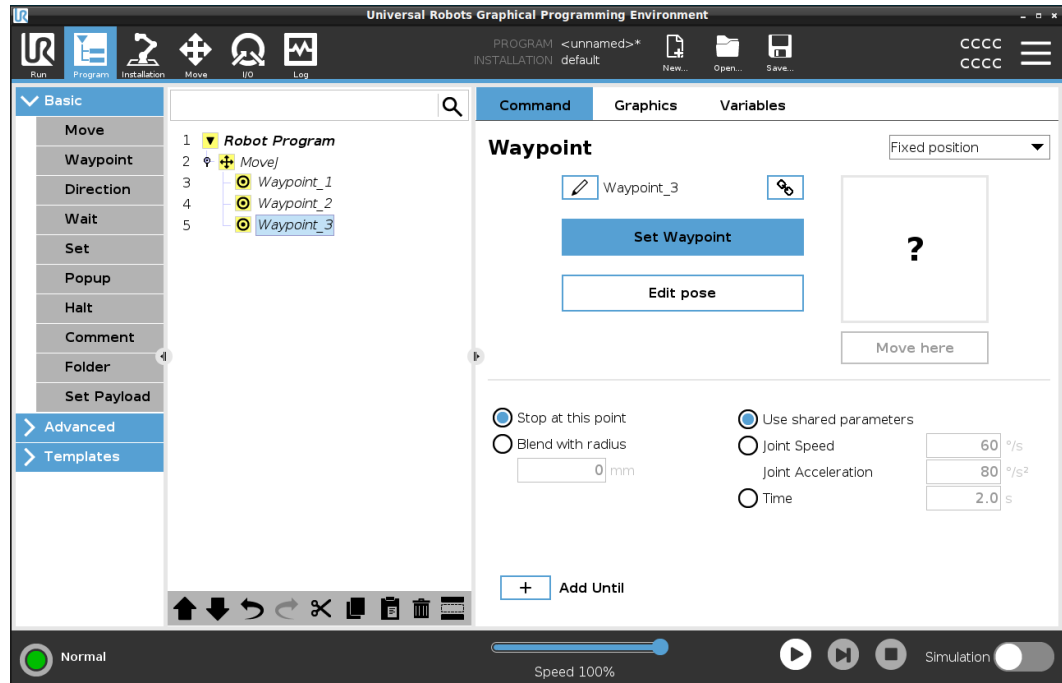 UR
Universal Robots Graphical Programming Environment
UR
Run
Program
Installation
Move
I/O
Log
PROGRAM <unnamed>*
INSTALLATION default
New...
Open...
Save...
CCCC
CCCC
Basic
Move
Waypoint
Direction
Wait
Set
Popup
Halt
Comment
Folder
Set Payload
Advanced
Templates
1 Robot Program
2 MoveJ
3 Waypoint_1
4 Waypoint_2
5 Waypoint_3
Command Graphics Variables
Waypoint
Fixed position
Waypoint_3
Set Waypoint
Edit pose
?
Move here
Stop at this point
Blend with radius
0 mm
Use shared parameters
Joint Speed 60 °/s
Joint Acceleration 80 °/s²
Time 2.0 s
+ Add Until
Normal
Speed 100%
Simulation